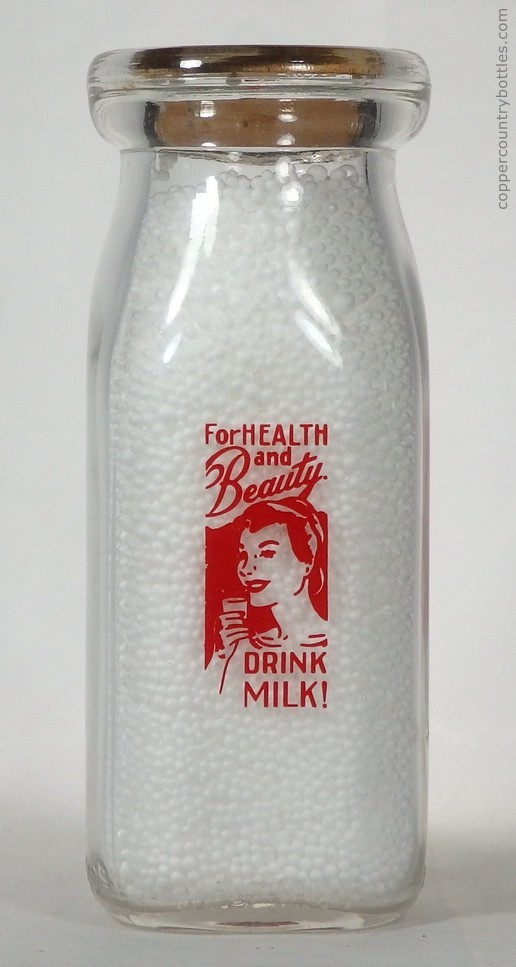 For HEALTH
and
Beauty.
DRINK
MILK!
coppercountrybottles.com